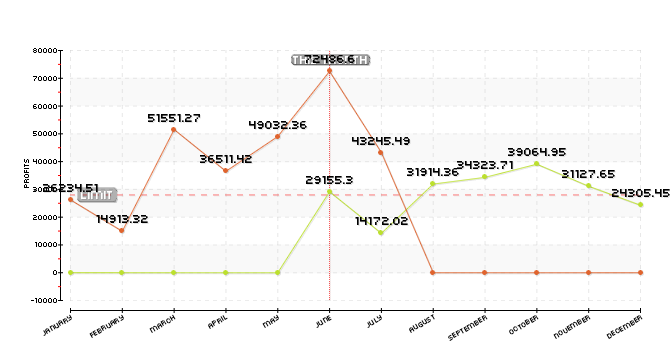 80000
72486.6
70000
60000
51551.27
50000
49032.36
43245.49
40000
39064.95
36511.42
34323.71
31914.36
31127.65
30000
29155.3
26234.51
LIMIT
24305.45
20000
14913.32
14172.02
10000
0
-10000
PROFITS
JANUARY
FEBRUARY
MARCH
APRIL
MAY
JUNE
JULY
AUGUST
SEPTEMBER
OCTOBER
NOVEMBER
DECEMBER